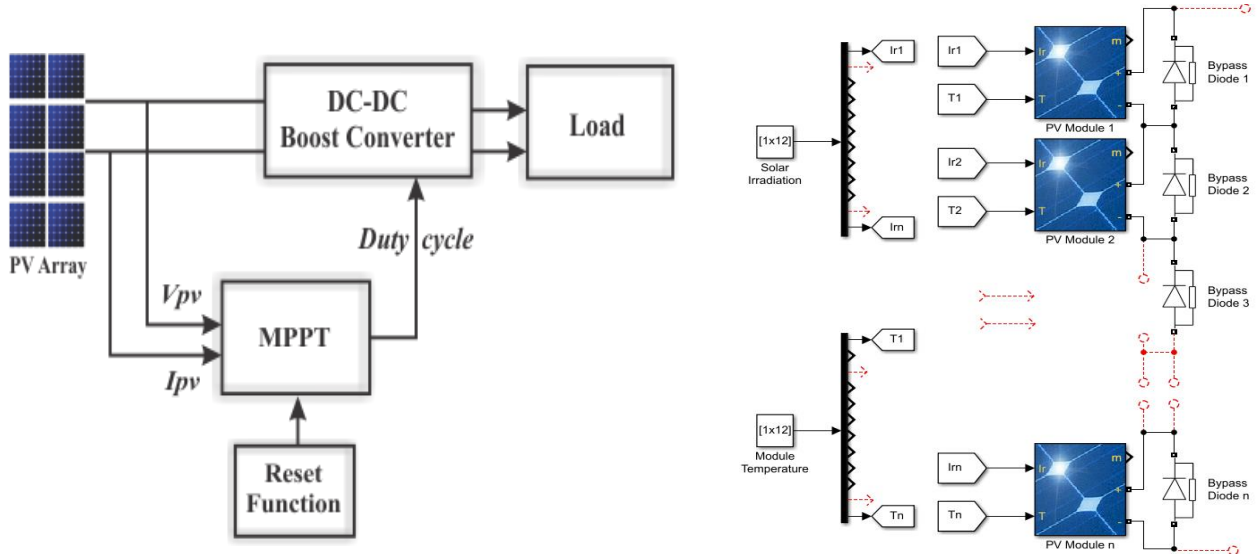 PV Array
DC-DC
Boost Converter
Load
Duty cycle
Vpv
Ipv
MPPT
Reset
Function
[1x12]
Solar
Irradiation
Ir1
Irn
[1x12]
Module
Temperature
T1
Tn
Ir1
T1
Ir
T
m
+
-
PV Module 1
Bypass
Diode 1
Ir2
T2
Ir
T
m
+
-
PV Module 2
Bypass
Diode 2
Bypass
Diode 3
Irn
Tn
Ir
T
m
+
-
PV Module n
Bypass
Diode n